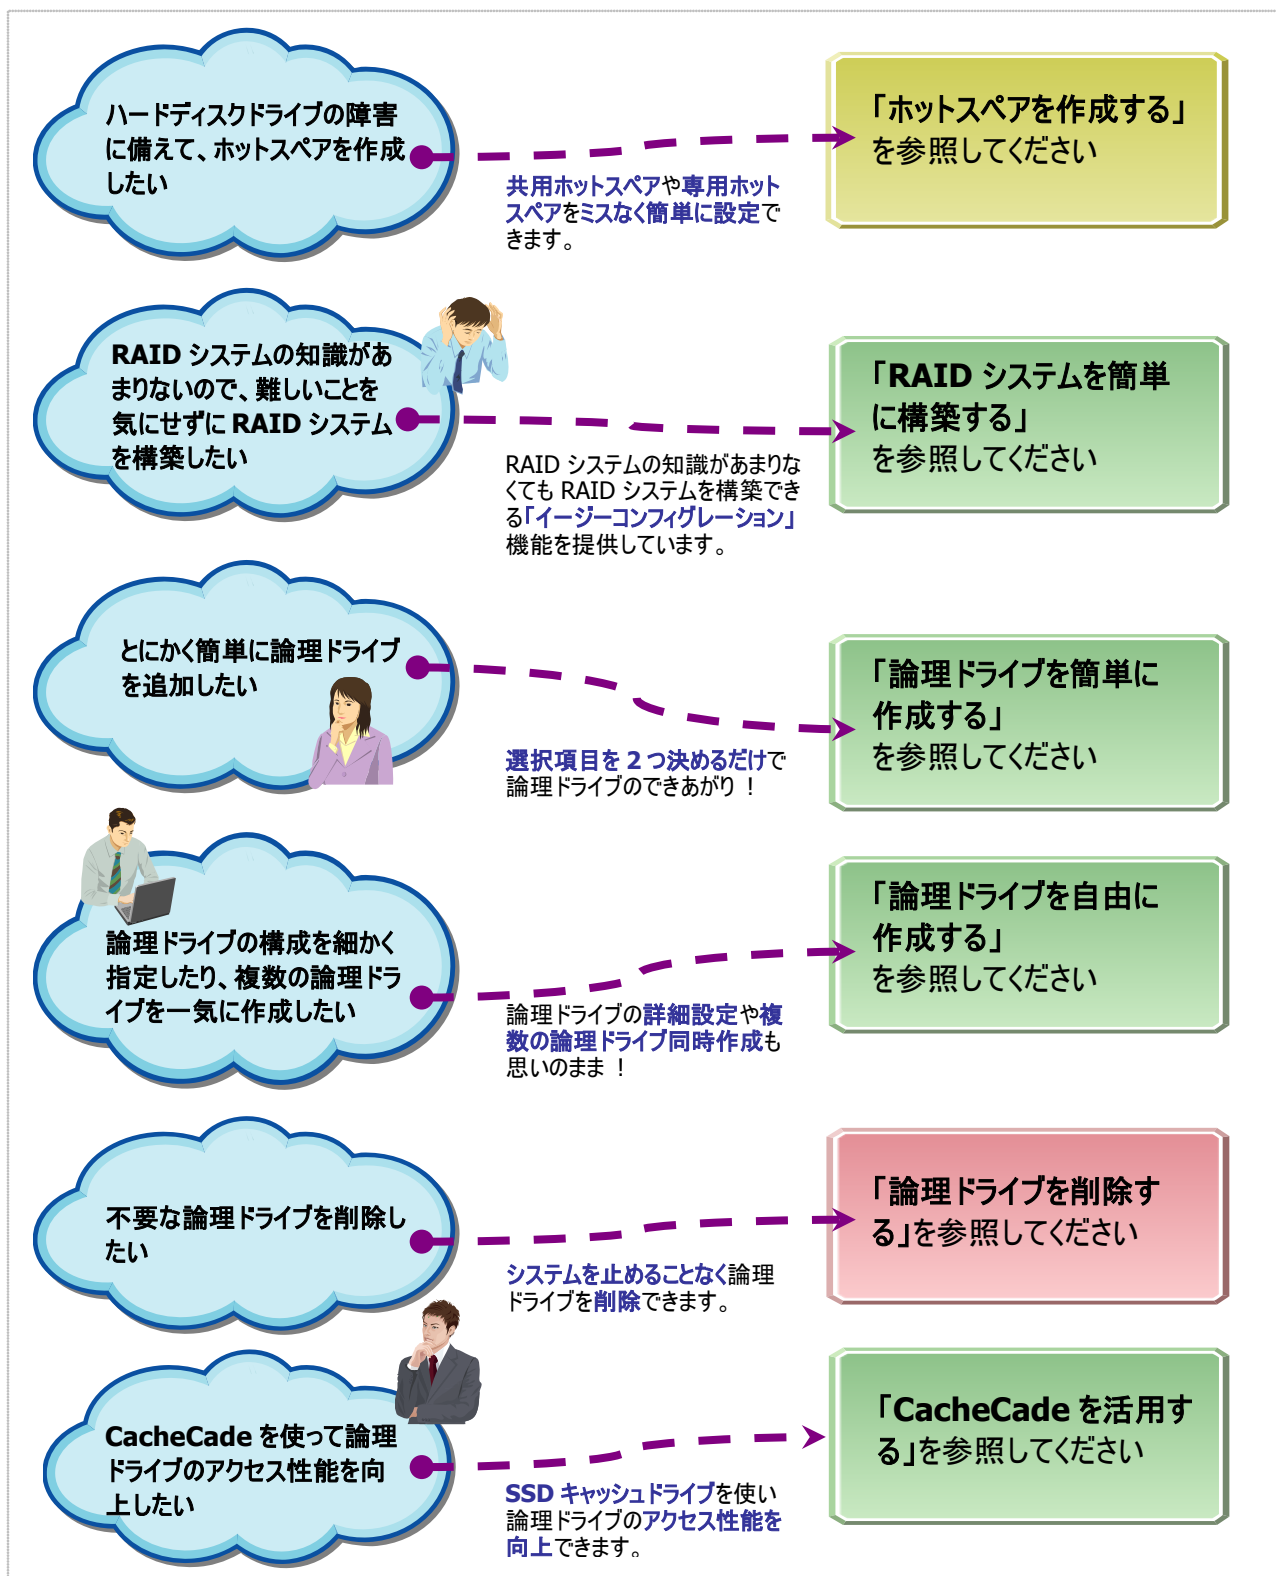 ハードディスクドライブの障害
に備えて、ホットスペアを作成
したい
共用ホットスペアや専用ホット
スペアをミスなく簡単に設定で
きます。
「ホットスペアを作成する」
を参照してください
RAID システムの知識があ
まりないので、難しいことを
気にせずに RAID システム
を構築したい
RAID システムの知識があまりな
くても RAID システムを構築でき
る「イージーコンフィグレーション」
機能を提供しています。
「RAID システムを簡単
に構築する」
を参照してください
とにかく簡単に論理ドライブ
を追加したい
選択項目を 2 つ決めるだけで
論理ドライブのできあがり！
「論理ドライブを簡単に
作成する」
を参照してください
論理ドライブの構成を細かく
指定したり、複数の論理ドラ
イブを一気に作成したい
論理ドライブの詳細設定や複
数の論理ドライブ同時作成も
思いのまま！
「論理ドライブを自由に
作成する」
を参照してください
不要な論理ドライブを削除し
たい
システムを止めることなく論理
ドライブを削除できます。
「論理ドライブを削除す
る」を参照してください
CacheCade を使って論理
ドライブのアクセス性能を向
上したい
SSD キャッシュドライブを使い
論理ドライブのアクセス性能を
向上できます。
「CacheCade を活用す
る」を参照してください